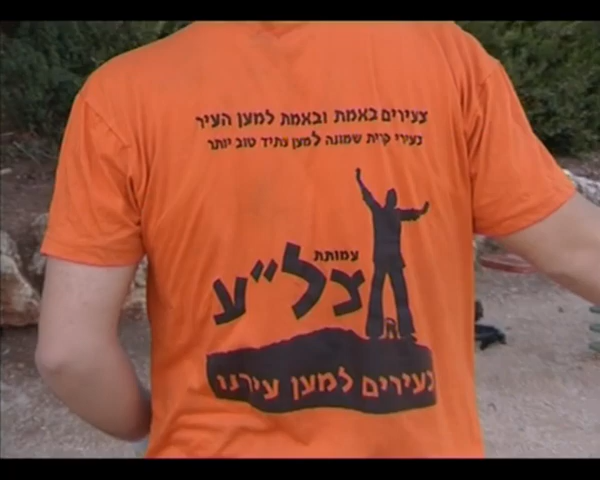 צעירים באמת ובאמת למען העיר
צעירי קרית שמונה למען עתיד טוב יותר
עמותת
צל״ע
צעירים למען עירנו